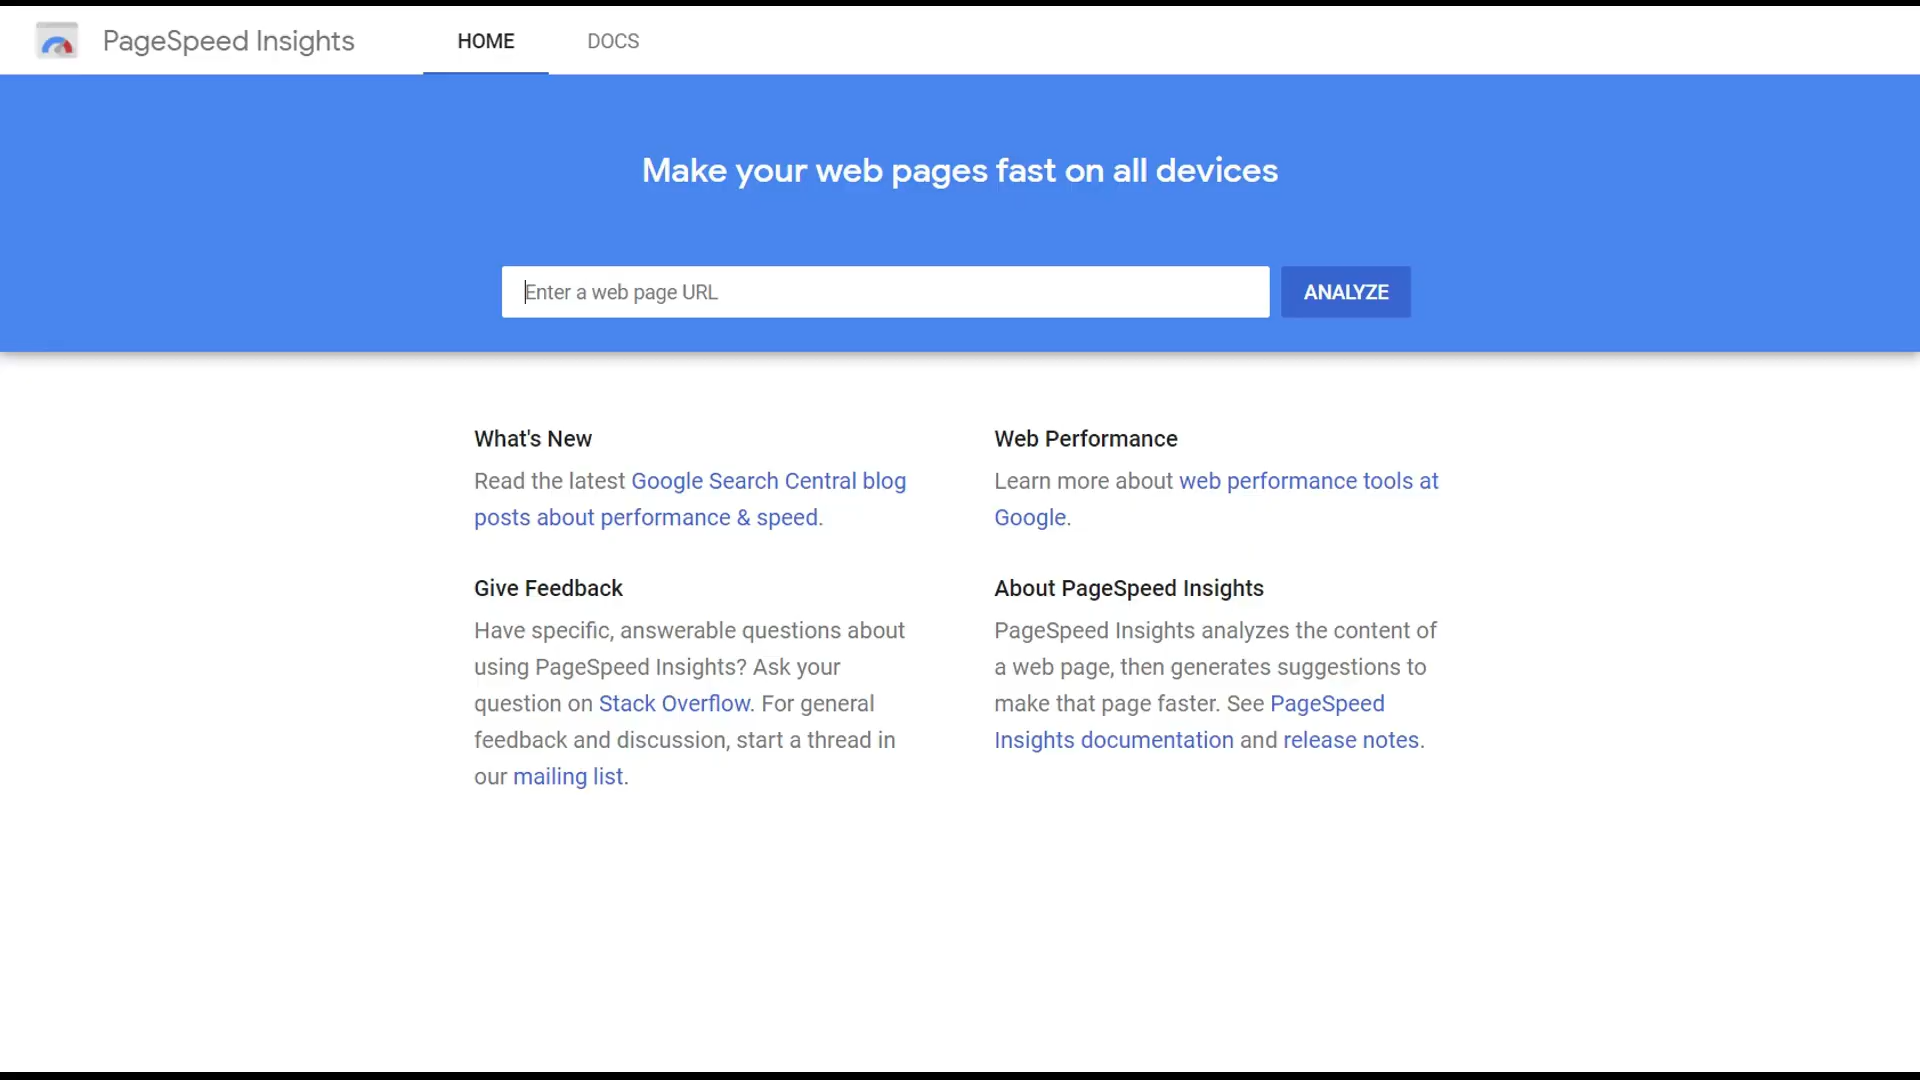 PageSpeed Insights
HOME
DOCS
Make your web pages fast on all devices
Enter a web page URL
ANALYZE
What's New
Read the latest Google Search Central blog
posts about performance & speed.
Give Feedback
Have specific, answerable questions about
using PageSpeed Insights? Ask your
question on Stack Overflow. For general
feedback and discussion, start a thread in
our mailing list.
Web Performance
Learn more about web performance tools at
Google.
About PageSpeed Insights
PageSpeed Insights analyzes the content of
a web page, then generates suggestions to
make that page faster. See PageSpeed
Insights documentation and release notes.